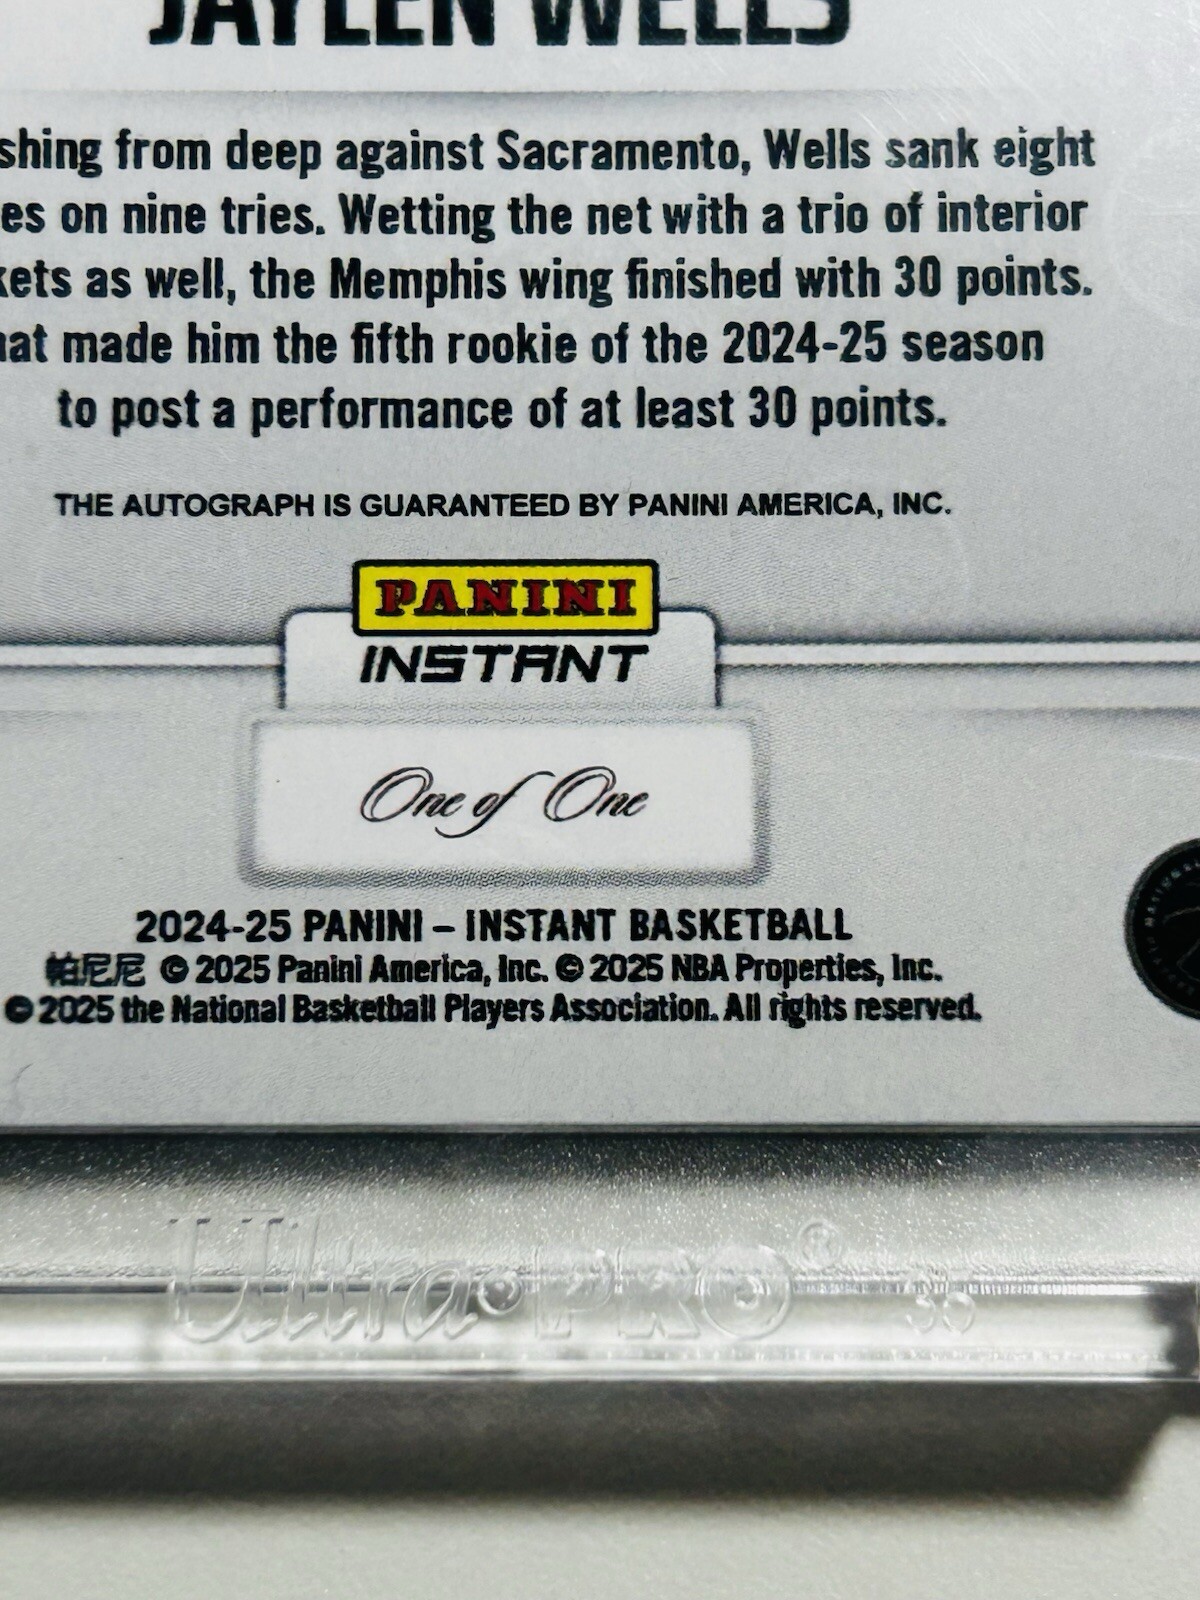 JAYLEN WELLS
shing from deep against Sacramento, Wells sank eight
es on nine tries. Wetting the net with a trio of interior
kets as well, the Memphis wing finished with 30 points.
hat made him the fifth rookie of the 2024-25 season
to post a performance of at least 30 points.
THE AUTOGRAPH IS GUARANTEED BY PANINI AMERICA, INC.
PANINI
INSTANT
One of One
2024-25 PANINI – INSTANT BASKETBALL
帕尼尼 © 2025 Panini America, Inc. © 2025 NBA Properties, Inc.
© 2025 the National Basketball Players Association. All rights reserved.
Ultra•PRO®